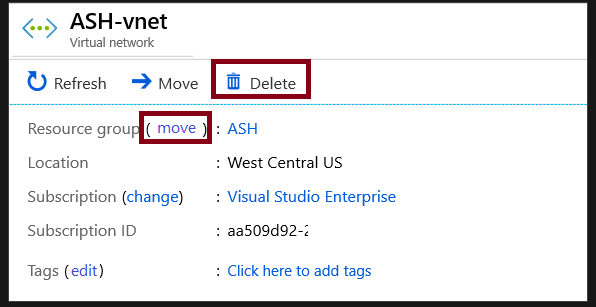 ASH-vnet
Virtual network
Refresh Move Delete
Resource group ( move ) : ASH
Location : West Central US
Subscription (change) : Visual Studio Enterprise
Subscription ID : aa509d92-
Tags (edit) : Click here to add tags